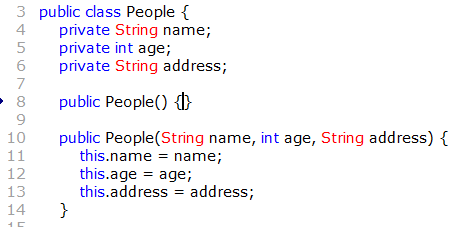 3 public class People {
4 private String name;
5 private int age;
6 private String address;
7
8 public People() {}
9
10 public People(String name, int age, String address) {
11 this.name = name;
12 this.age = age;
13 this.address = address;
14 }
15